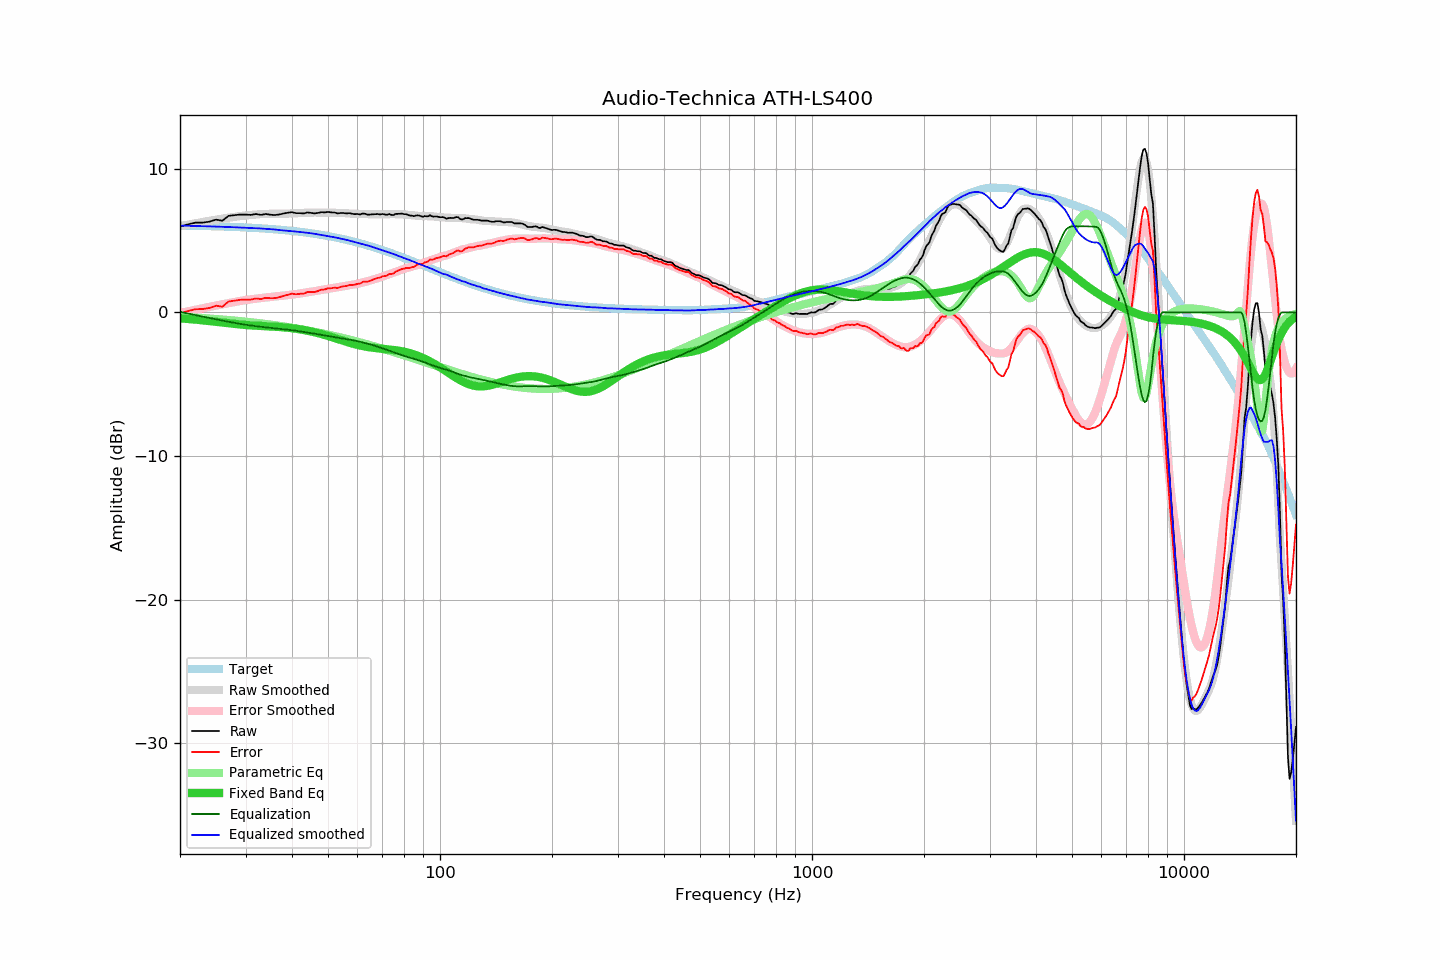 Audio-Technica ATH-LS400
10
0
−10
−20
−30
Amplitude (dBr)
Target
Raw Smoothed
Error Smoothed
Raw
Error
Parametric Eq
Fixed Band Eq
Equalization
Equalized smoothed
100
1000
10000
Frequency (Hz)